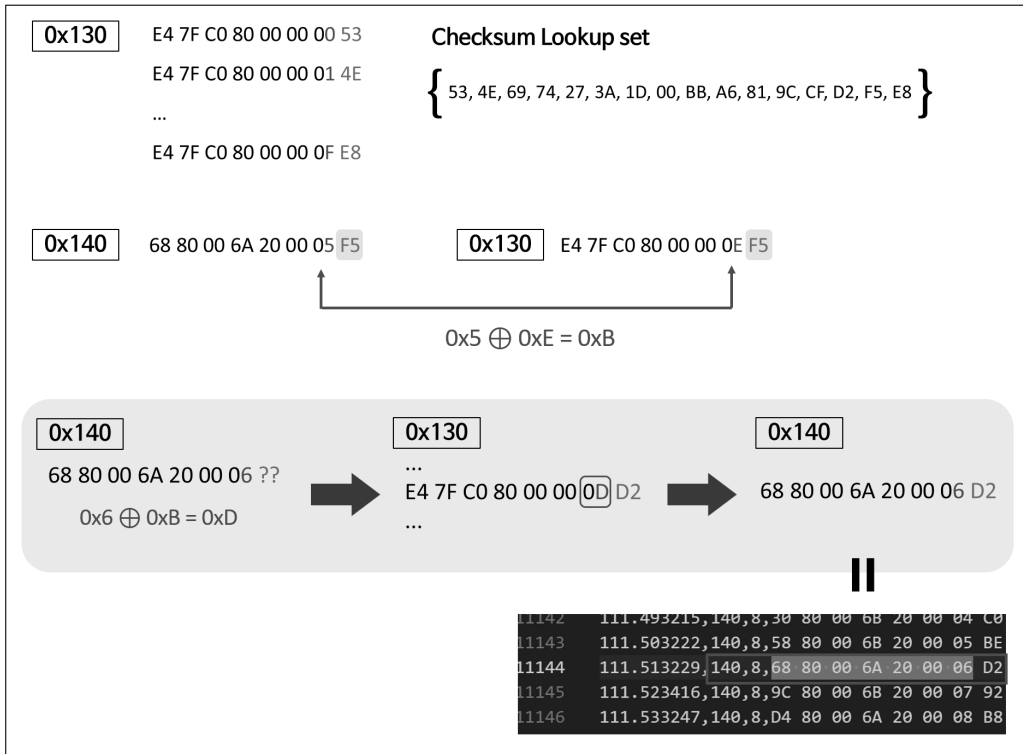 0x130 E4 7F C0 80 00 00 00 53
E4 7F C0 80 00 00 01 4E
...
E4 7F C0 80 00 00 0F E8
Checksum Lookup set
{ 53, 4E, 69, 74, 27, 3A, 1D, 00, BB, A6, 81, 9C, CF, D2, F5, E8 }
0x140 68 80 00 6A 20 00 05 F5
0x130 E4 7F C0 80 00 00 0E F5
0x5 ⊕ 0xE = 0xB
0x140
68 80 00 6A 20 00 06 ??
0x6 ⊕ 0xB = 0xD
0x130
...
E4 7F C0 80 00 00 0D D2
...
0x140
68 80 00 6A 20 00 06 D2
11142 111.493215,140,8,30 80 00 6B 20 00 04 C0
11143 111.503222,140,8,58 80 00 6B 20 00 05 BE
11144 111.513229,140,8,68 80 00 6A 20 00 06 D2
11145 111.523416,140,8,9C 80 00 6B 20 00 07 92
11146 111.533247,140,8,D4 80 00 6A 20 00 08 B8